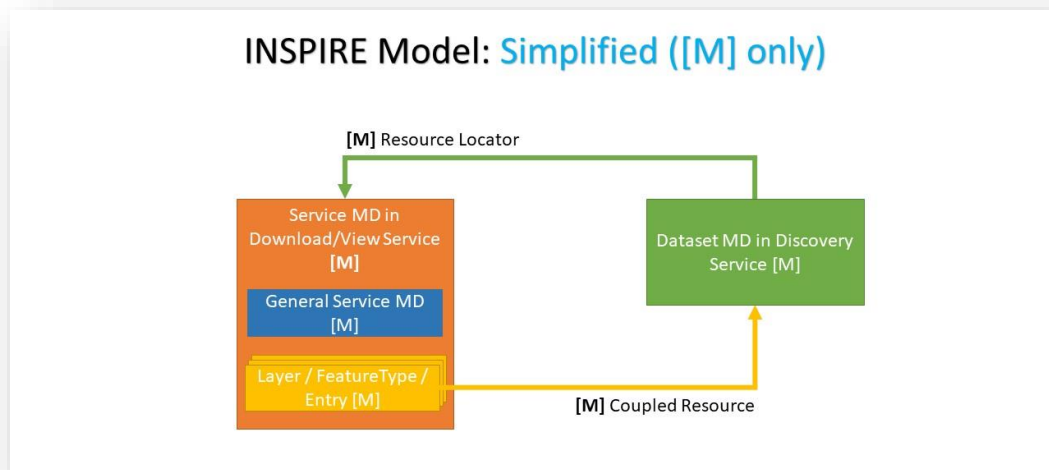 INSPIRE Model: Simplified ([M] only)
[M] Resource Locator
Service MD in
Download/View Service
[M]
General Service MD
[M]
Layer / FeatureType /
Entry [M]
Dataset MD in Discovery
Service [M]
[M] Coupled Resource